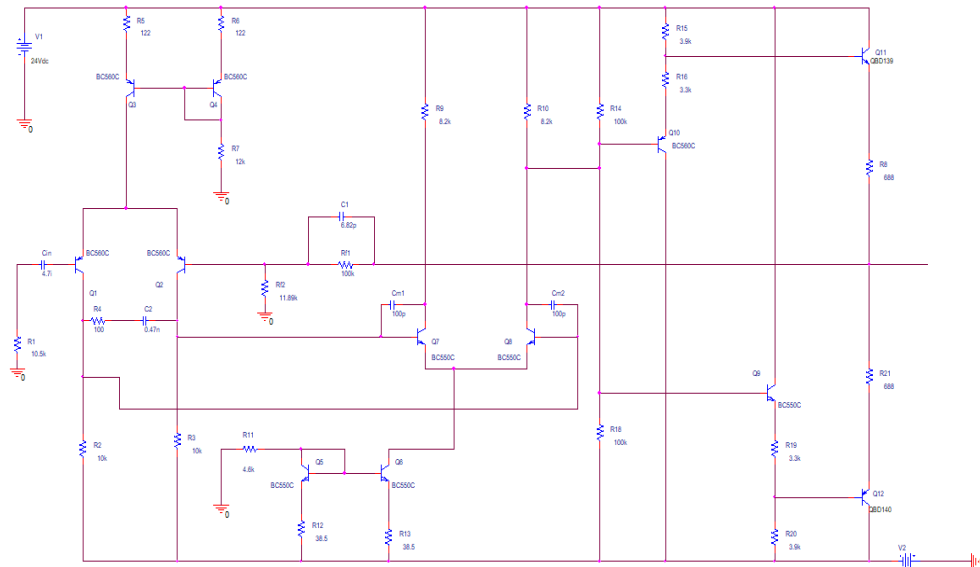 R5
122
R6
122
V1
24Vdc
0
BC560C
Q3
BC560C
Q4
R7
12k
0
R9
8.2k
R10
8.2k
R14
100k
R15
3.9k
R16
3.3k
Q10
BC560C
Q11
QBD139
R8
688
C1
6.82p
Rf1
100k
Rf2
11.89k
0
Cin
BC560C
Q1
BC560C
Q2
R4
100
C2
0.47n
R1
10.5k
0
Cm1
100p
Cm2
100p
Q7
BC550C
Q8
BC550C
R2
10k
R3
10k
R11
4.6k
0
Q5
BC550C
Q6
BC550C
R12
38.5
R13
38.5
R18
100k
Q9
BC550C
R19
3.3k
R20
3.9k
R21
688
Q12
QBD140
V2